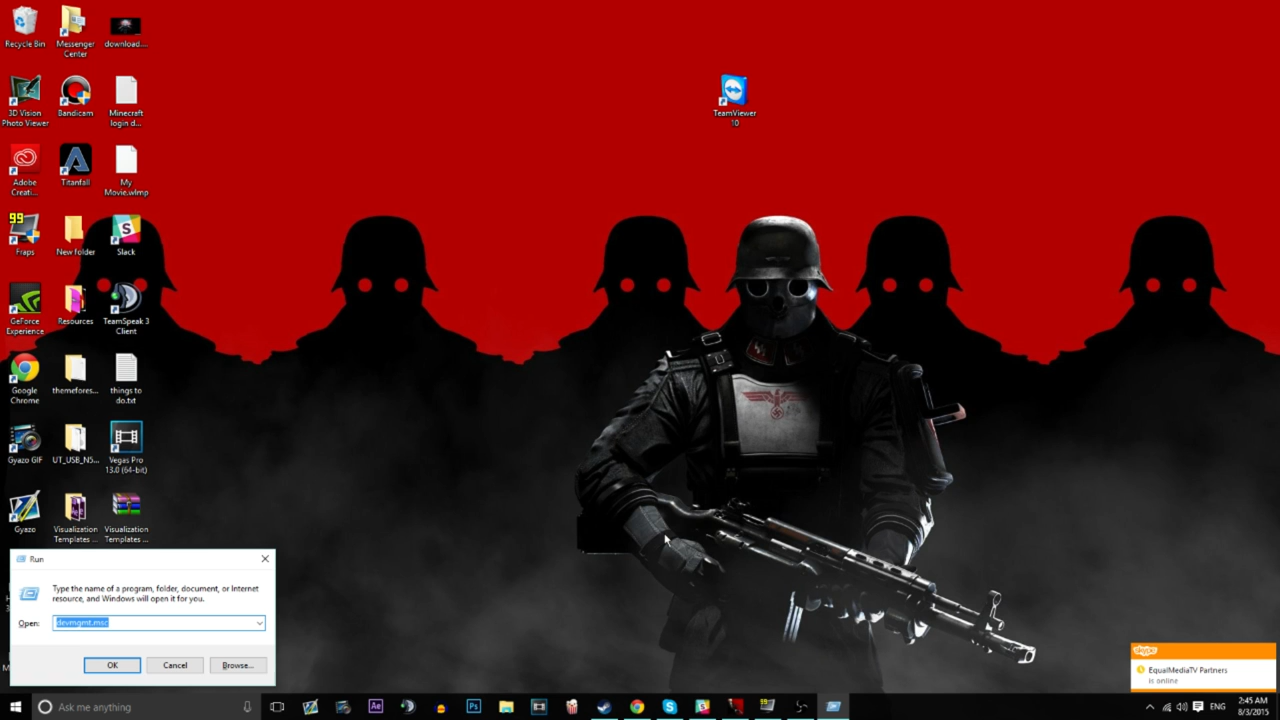 Recycle Bin
Messenger
Center
download....
3D Vision
Photo Viewer
Bandicam
Minecraft
login d...
TeamViewer
10
Adobe
Creati...
Titanfall
My
Movie.wlmp
99
Fraps
New folder
S
Slack
GeForce
Experience
Resources
TeamSpeak 3
Client
Google
Chrome
themefores...
things to
do.txt
Gyazo GIF
UT_USB_N5...
Vegas Pro
13.0 (64-bit)
Gyazo
Visualization
Templates ...
Visualization
Templates ...
Run
Type the name of a program, folder, document, or Internet
resource, and Windows will open it for you.
Open:
devmgmt.msc
OK
Cancel
Browse...
skype
EqualMediaTV Partners
is online
Ask me anything
Ae
Ps
99
ENG
2:45 AM
8/3/2015